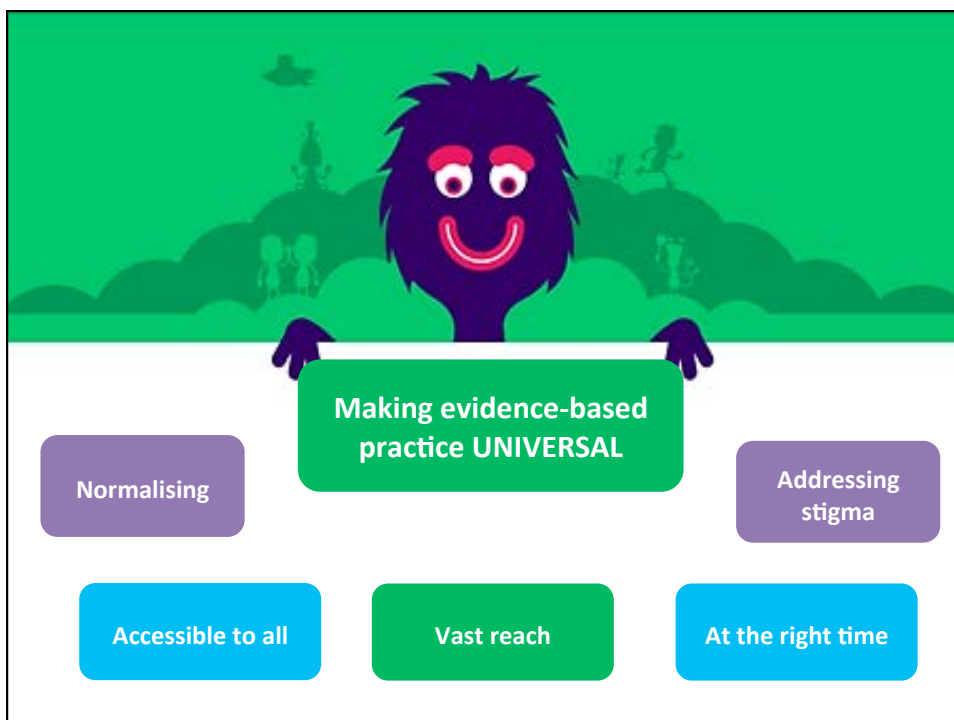 Making evidence-based
practice UNIVERSAL
Normalising
Addressing
stigma
Accessible to all
Vast reach
At the right time